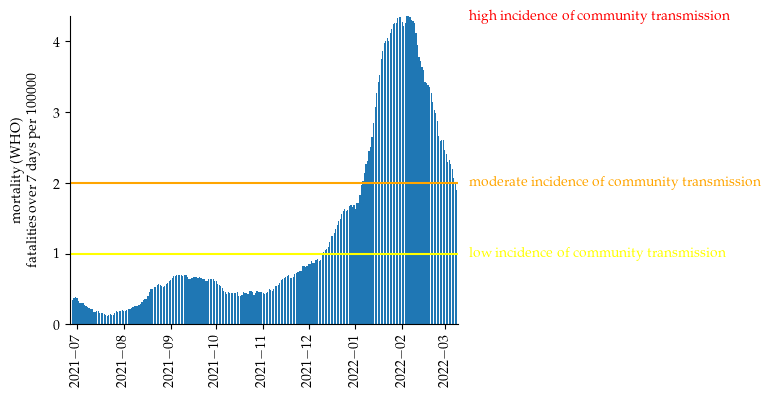 high incidence of community transmission
4
3
2
1
0
mortality (WHO)
fatalities over 7 days per 100000
moderate incidence of community transmission
low incidence of community transmission
2021−07
2021−08
2021−09
2021−10
2021−11
2021−12
2022−01
2022−02
2022−03